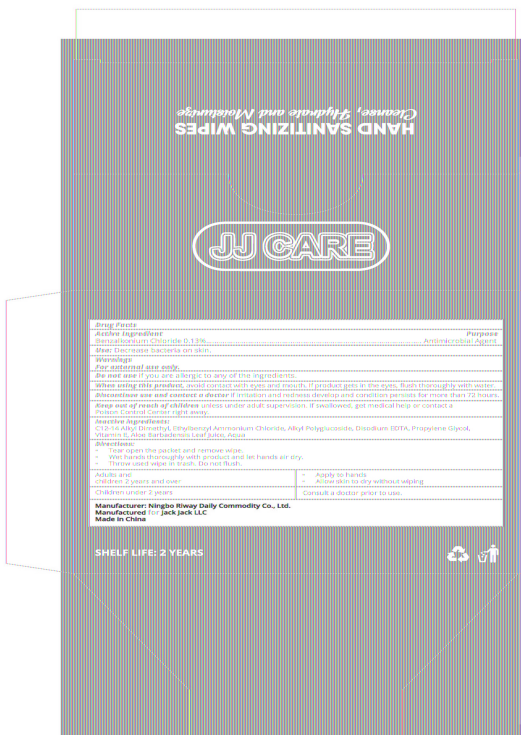 Cleanse, Hydrate and Moisturize
HAND SANITIZING WIPES
JJ CARE
Drug Facts
Active Ingredient Purpose
Benzalkonium Chloride 0.13% Antimicrobial Agent
Use: Decrease bacteria on skin.
Warnings
For external use only.
Do not use if you are allergic to any of the ingredients.
When using this product, avoid contact with eyes and mouth. If product gets in the eyes, flush thoroughly with water.
Discontinue use and contact a doctor if irritation and redness develop and condition persists for more than 72 hours.
Keep out of reach of children unless under adult supervision. If swallowed, get medical help or contact a
Poison Control Center right away.
Inactive Ingredients:
C12-14 Alkyl Dimethyl, Ethylbenzyl Ammonium Chloride, Alkyl Polyglucoside, Disodium EDTA, Propylene Glycol,
Vitamin E, Aloe Barbadensis Leaf Juice, Aqua
Directions:
- Tear open the packet and remove wipe.
- Wet hands thoroughly with product and let hands air dry.
- Throw used wipe in trash. Do not flush.
Adults and
children 2 years and over
- Apply to hands
- Allow skin to dry without wiping
Children under 2 years Consult a doctor prior to use.
Manufacturer: Ningbo Riway Daily Commodity Co., Ltd.
Manufactured for Jack Jack LLC
Made in China
SHELF LIFE: 2 YEARS